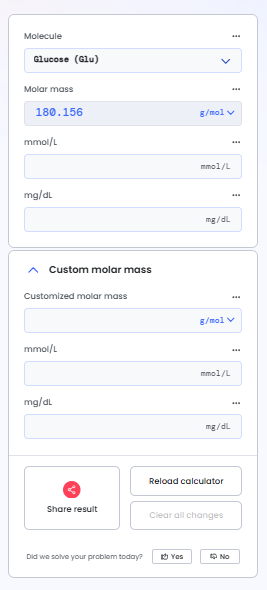 Molecule ...
Glucose (Glu)
Molar mass ...
180.156 g/mol
mmol/L ...
mmol/L
mg/dL ...
mg/dL
Custom molar mass
Customized molar mass ...
g/mol
mmol/L ...
mmol/L
mg/dL ...
mg/dL
Share result
Reload calculator
Clear all changes
Did we solve your problem today? Yes No